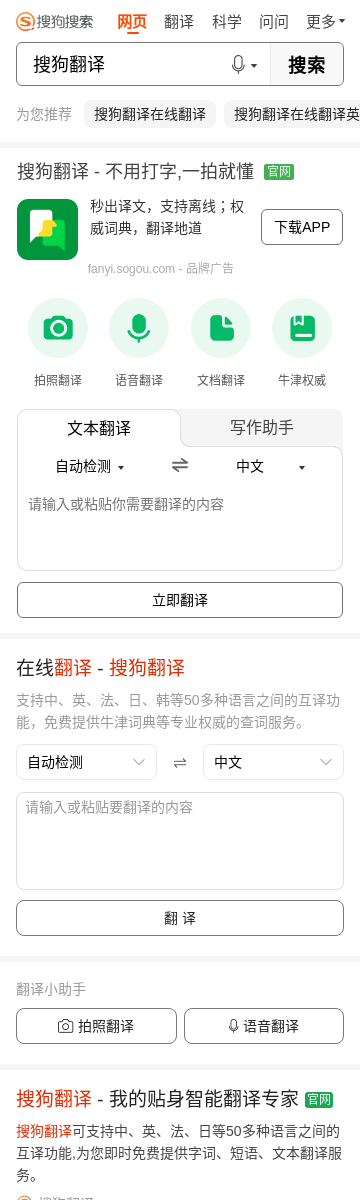 搜狗搜索 网页 翻译 科学 问问 更多
搜狗翻译 搜索
为您推荐 搜狗翻译在线翻译 搜狗翻译在线翻译英
搜狗翻译 - 不用打字,一拍就懂 官网
秒出译文，支持离线；权
威词典，翻译地道
下载APP
fanyi.sogou.com - 品牌广告
拍照翻译 语音翻译 文档翻译 牛津权威
文本翻译 写作助手
自动检测 中文
请输入或粘贴你需要翻译的内容
立即翻译
在线翻译 - 搜狗翻译
支持中、英、法、日、韩等50多种语言之间的互译功
能，免费提供牛津词典等专业权威的查词服务。
自动检测 中文
请输入或粘贴要翻译的内容
翻 译
翻译小助手
拍照翻译 语音翻译
搜狗翻译 - 我的贴身智能翻译专家 官网
搜狗翻译可支持中、英、法、日等50多种语言之间的
互译功能,为您即时免费提供字词、短语、文本翻译服
务。